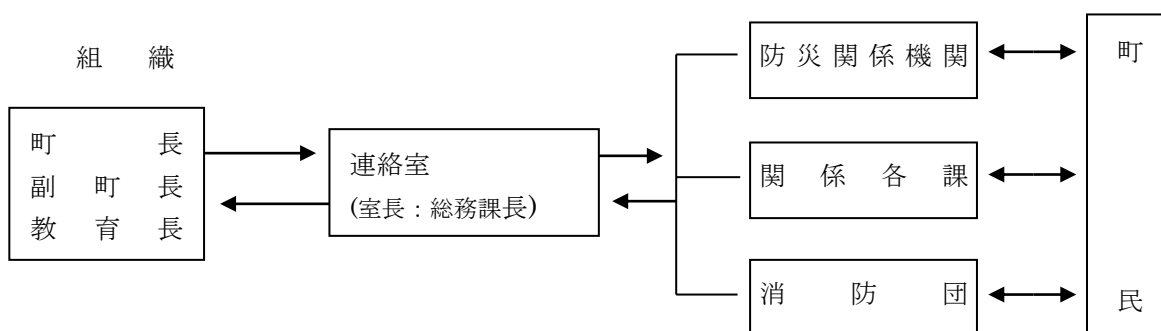 組織
町長
副町長
教育長
連絡室
(室長：総務課長)
防災関係機関
関係各課
消防団
町民